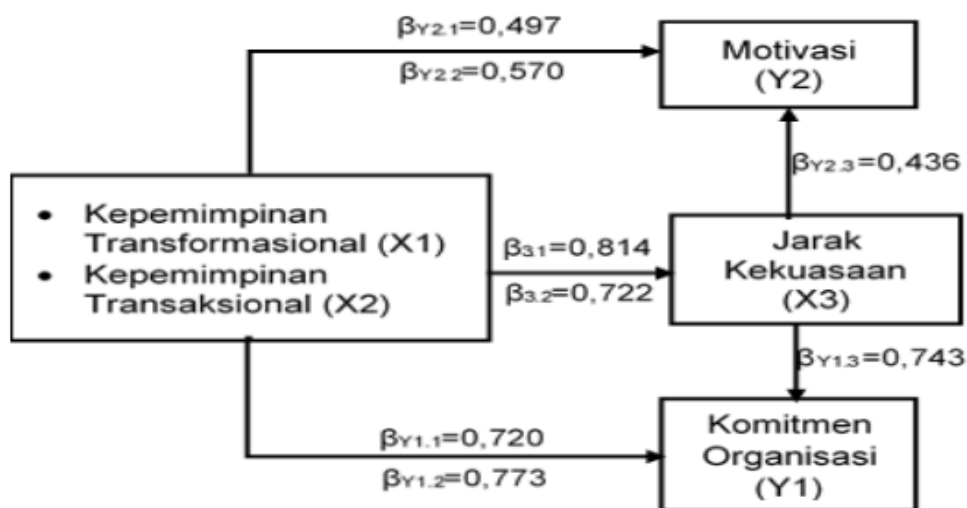 βY2.1=0,497
βY2.2=0,570
Motivasi
(Y2)
βY2.3=0,436
• Kepemimpinan
Transformasional (X1)
• Kepemimpinan
Transaksional (X2)
β3.1=0,814
β3.2=0,722
Jarak
Kekuasaan
(X3)
βY1.3=0,743
βY1.1=0,720
βY1.2=0,773
Komitmen
Organisasi
(Y1)